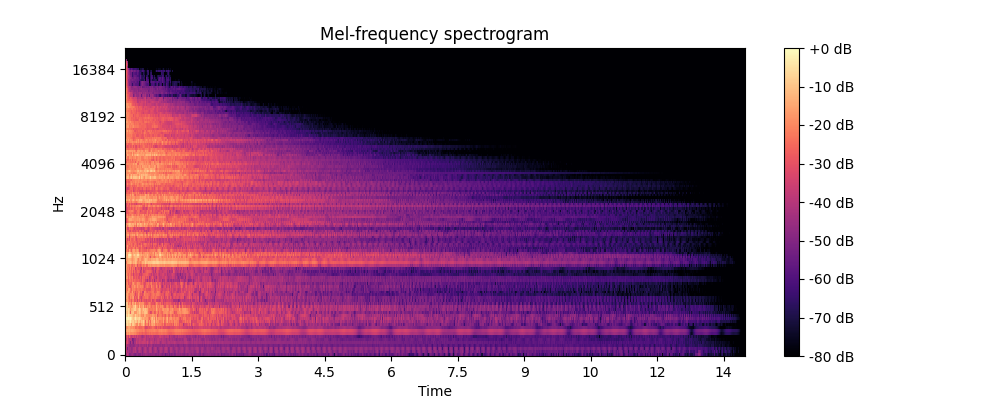 Mel-frequency spectrogram
Hz
16384
8192
4096
2048
1024
512
0
0 1.5 3 4.5 6 7.5 9 10 12 14
Time
+0 dB
-10 dB
-20 dB
-30 dB
-40 dB
-50 dB
-60 dB
-70 dB
-80 dB